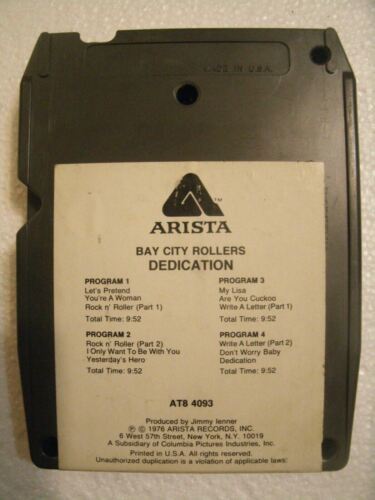 MADE IN U.S.A.
ARISTA™
BAY CITY ROLLERS
DEDICATION
PROGRAM 1
Let's Pretend
You're A Woman
Rock n' Roller (Part 1)
Total Time: 9:52
PROGRAM 2
Rock n' Roller (Part 2)
I Only Want To Be With You
Yesterday's Hero
Total Time: 9:52
PROGRAM 3
My Lisa
Are You Cuckoo
Write A Letter (Part 1)
Total Time: 9:52
PROGRAM 4
Write A Letter (Part 2)
Don't Worry Baby
Dedication
Total Time: 9:52
AT8 4093
Produced by Jimmy Ienner
Ⓟ © 1976 ARISTA RECORDS, INC.
6 West 57th Street, New York, N.Y. 10019
A Subsidiary of Columbia Pictures Industries, Inc.
Printed in U.S.A. All rights reserved.
Unauthorized duplication is a violation of applicable laws.